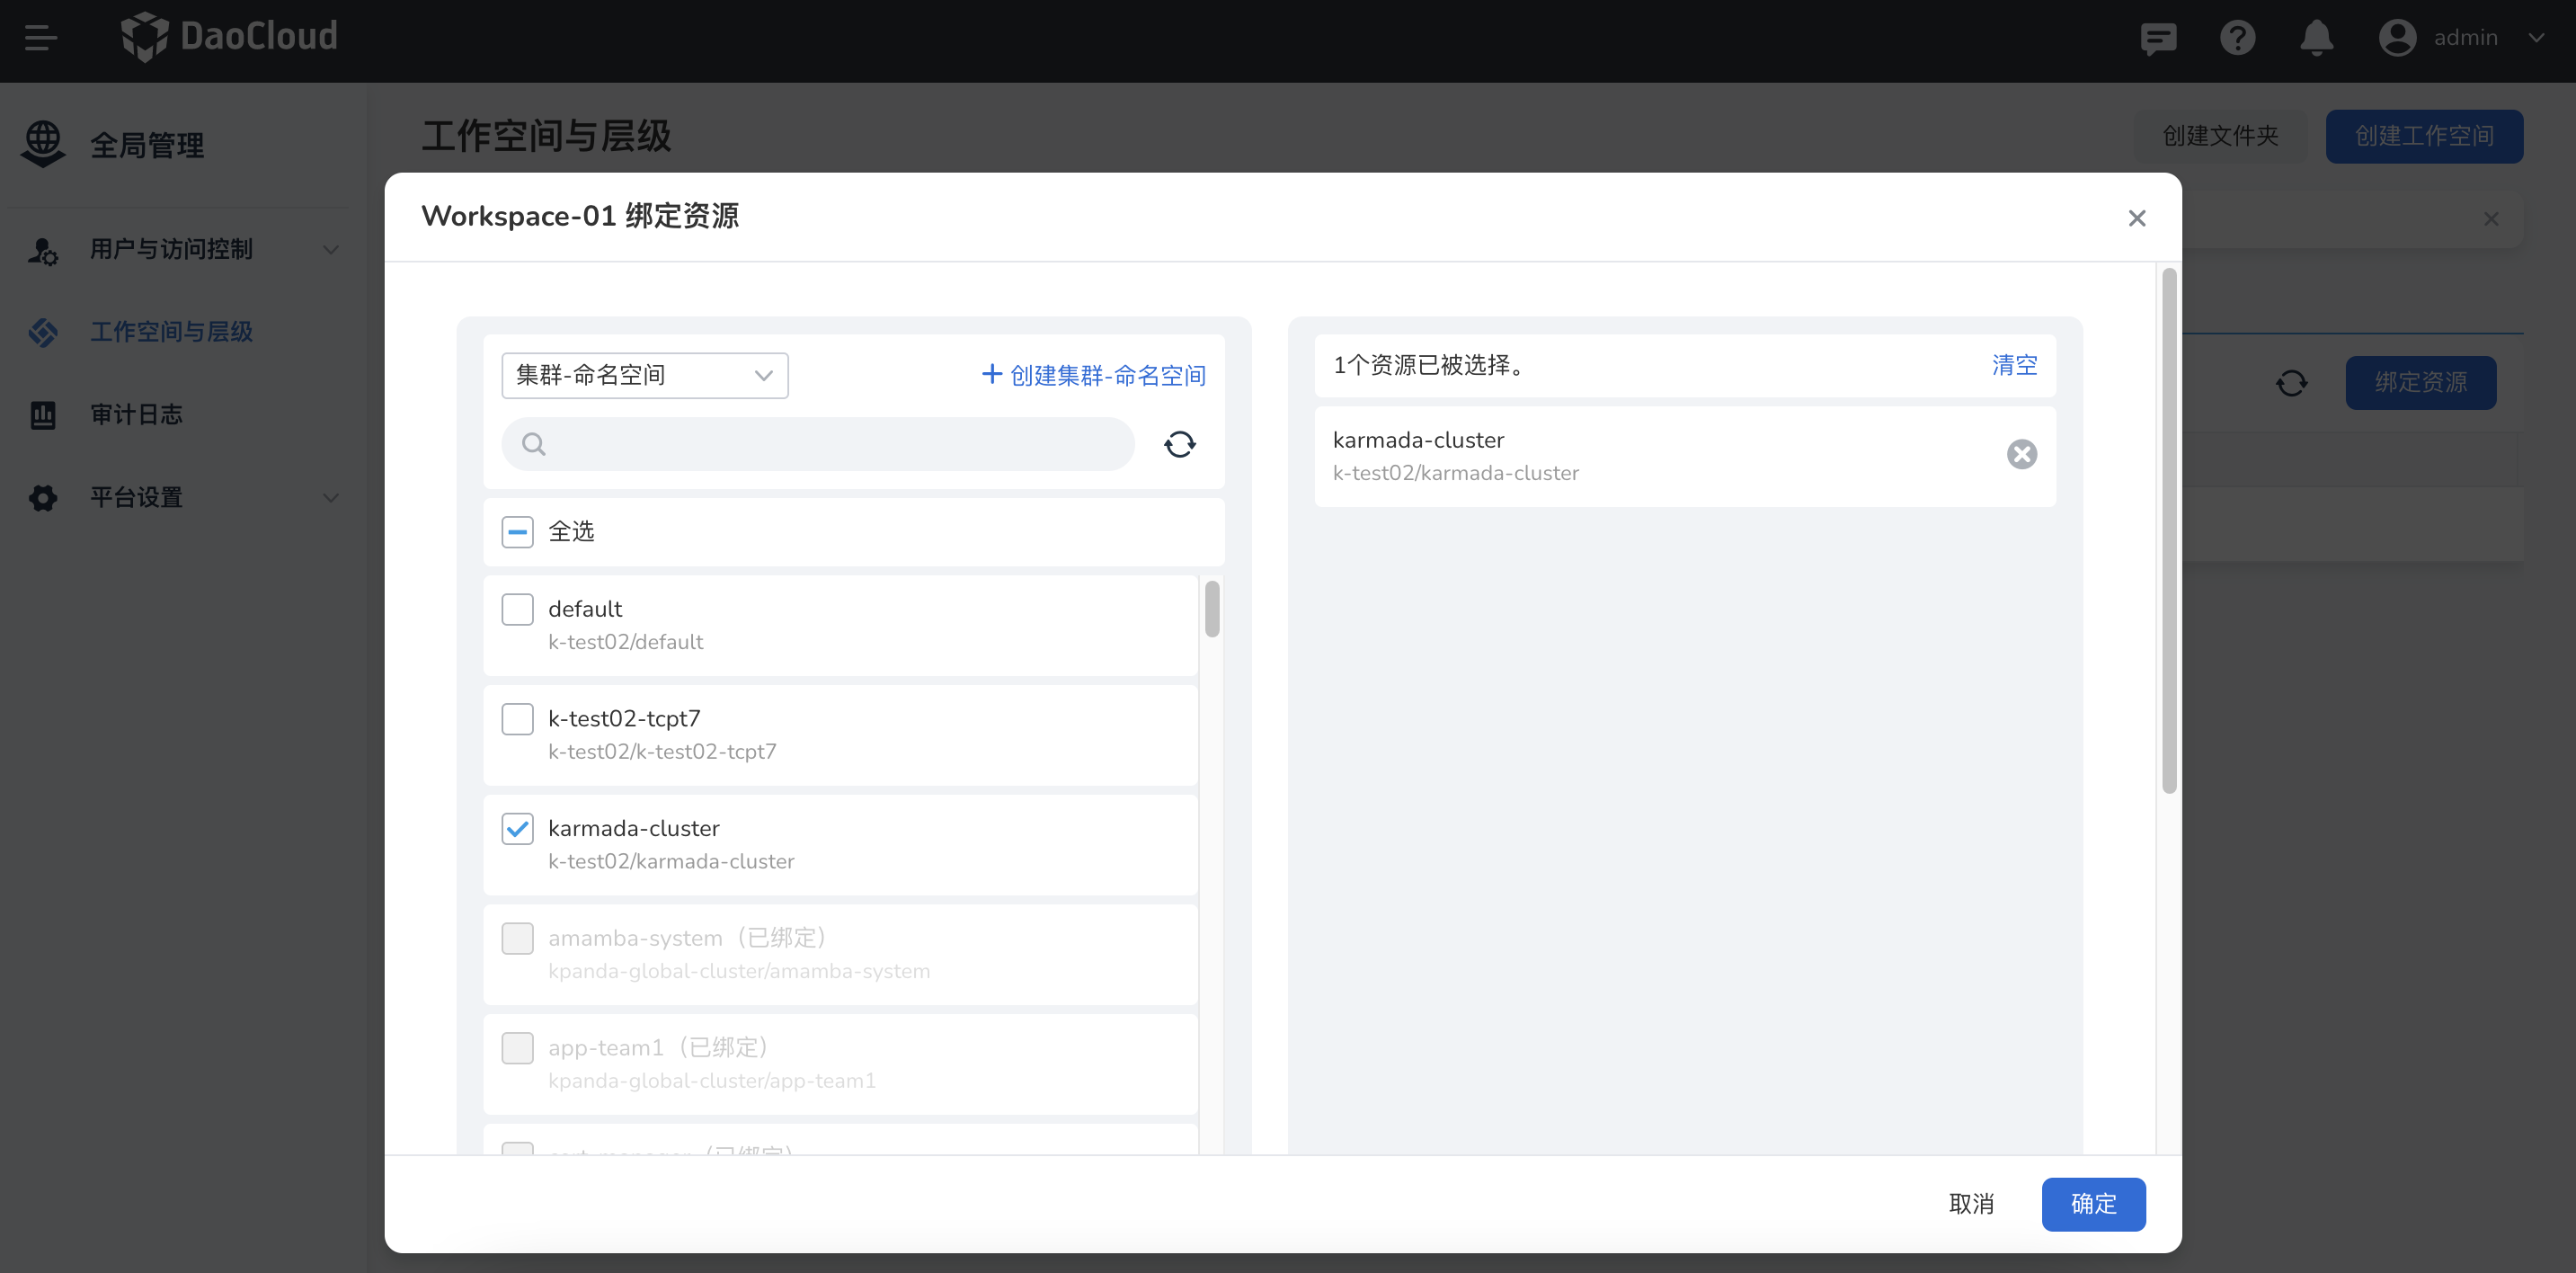 DaoCloud
admin
全局管理
用户与访问控制
工作空间与层级
审计日志
平台设置
工作空间与层级
创建文件夹
创建工作空间
绑定资源
Workspace-01 绑定资源
集群-命名空间
创建集群-命名空间
全选
default
k-test02/default
k-test02-tcpt7
k-test02/k-test02-tcpt7
karmada-cluster
k-test02/karmada-cluster
amamba-system（已绑定）
kpanda-global-cluster/amamba-system
app-team1（已绑定）
kpanda-global-cluster/app-team1
1个资源已被选择。
清空
karmada-cluster
k-test02/karmada-cluster
取消
确定